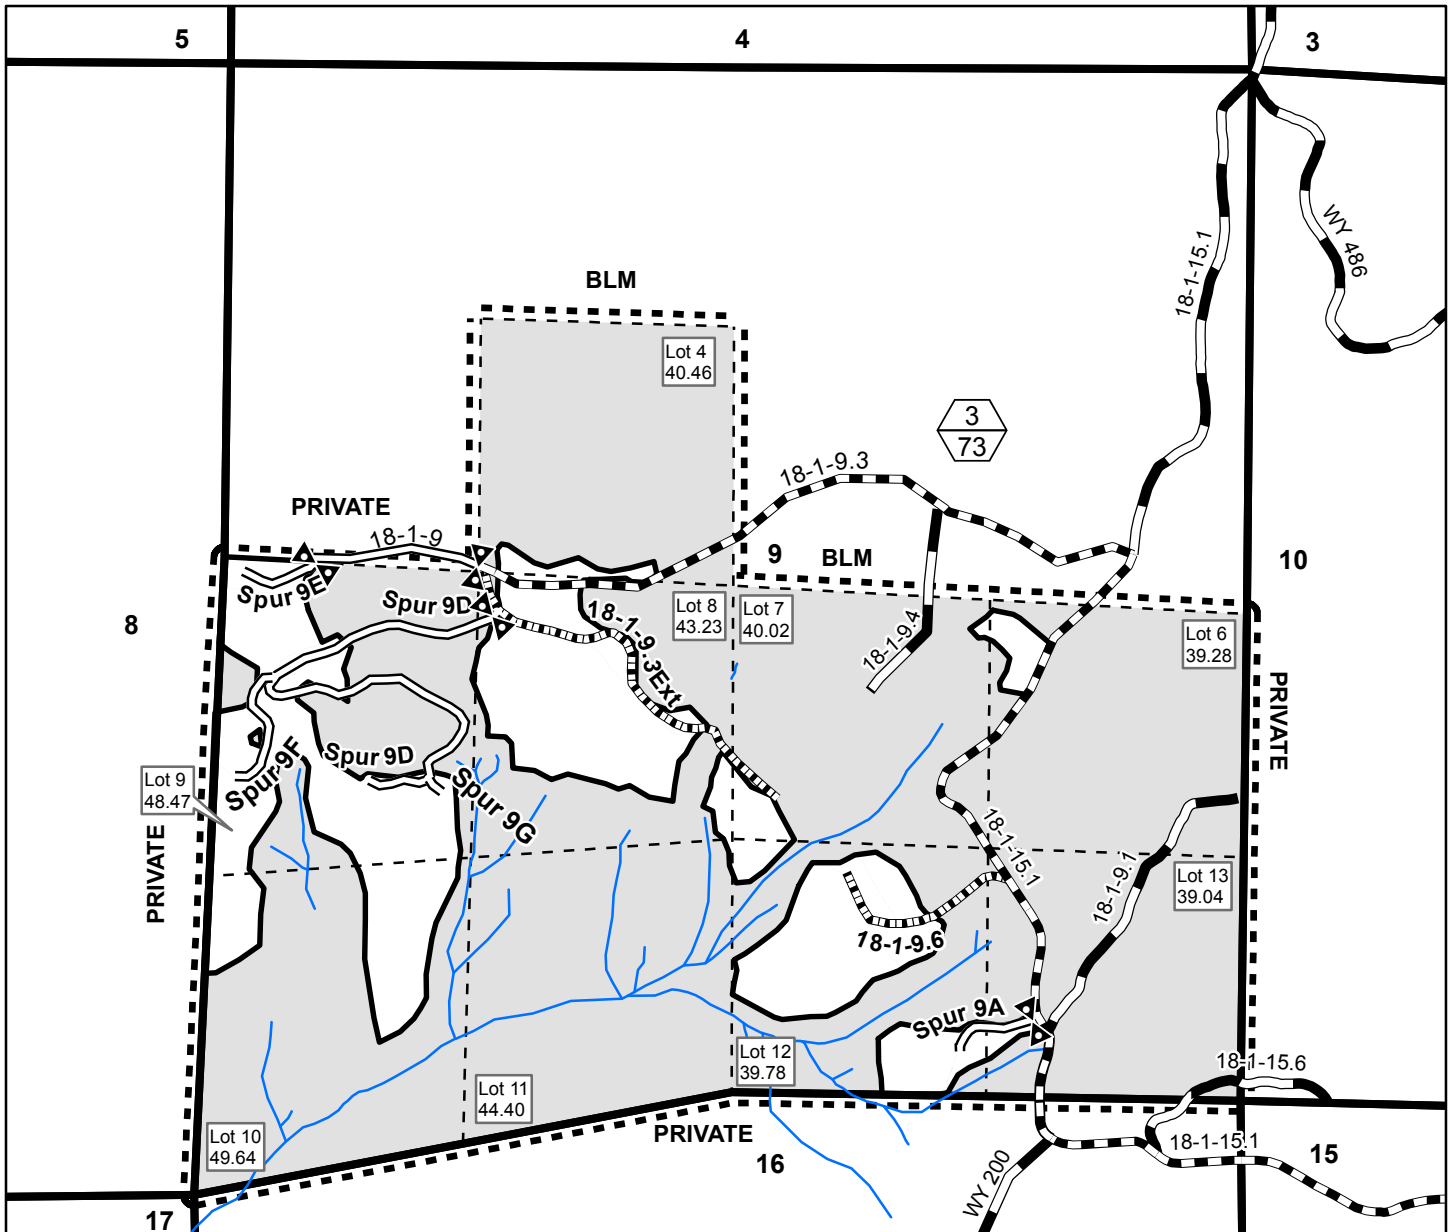 5
4
3
WY 486
18-1-15.1
BLM
Lot 4
40.46
3
73
18-1-9.3
PRIVATE
18-1-9
9
BLM
10
Spur 9E
Spur 9D
18-1-9.3Ext
Lot 8
43.23
Lot 7
40.02
8
18-1-9.4
Lot 6
39.28
PRIVATE
Spur 9F
Spur 9D
Lot 9
48.47
Spur 9G
PRIVATE
18-1-15.1
18-1-9.1
Lot 13
39.04
18-1-9.6
Spur 9A
Lot 12
39.78
18-1-15.6
Lot 11
44.40
Lot 10
49.64
PRIVATE
16
18-1-15.1
15
WY 200
17